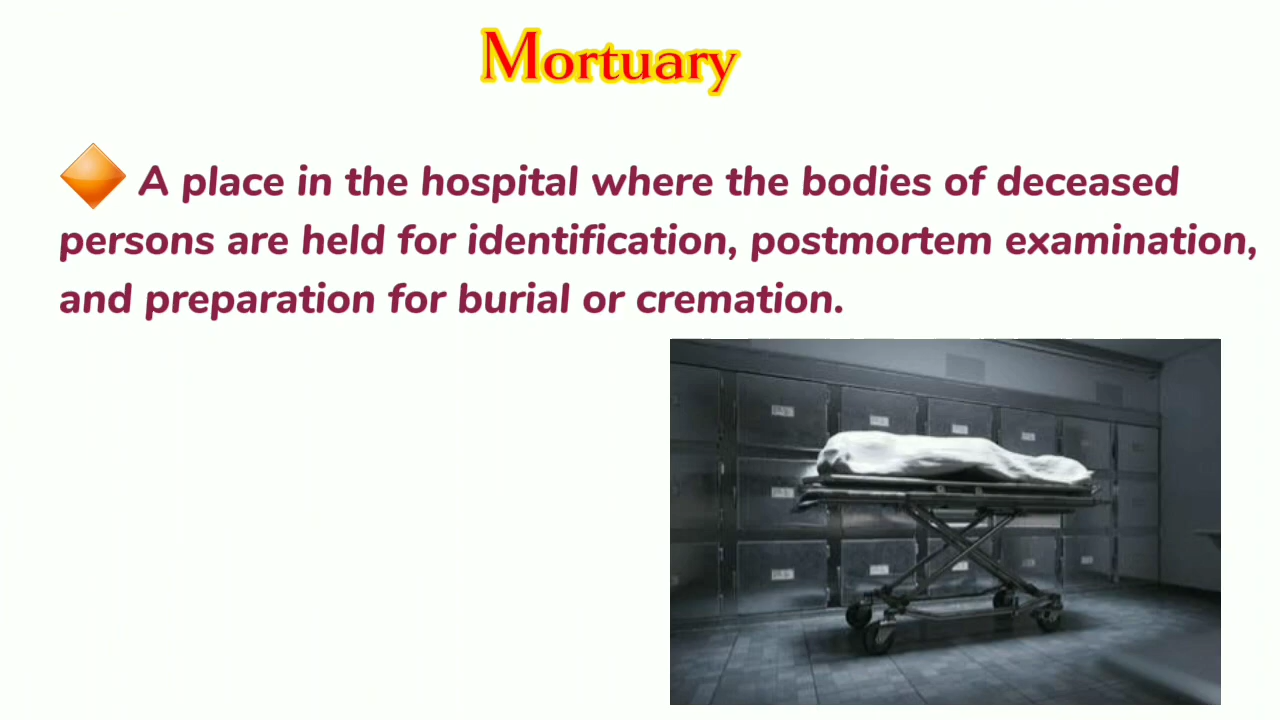 Mortuary
A place in the hospital where the bodies of deceased
persons are held for identification, postmortem examination,
and preparation for burial or cremation.